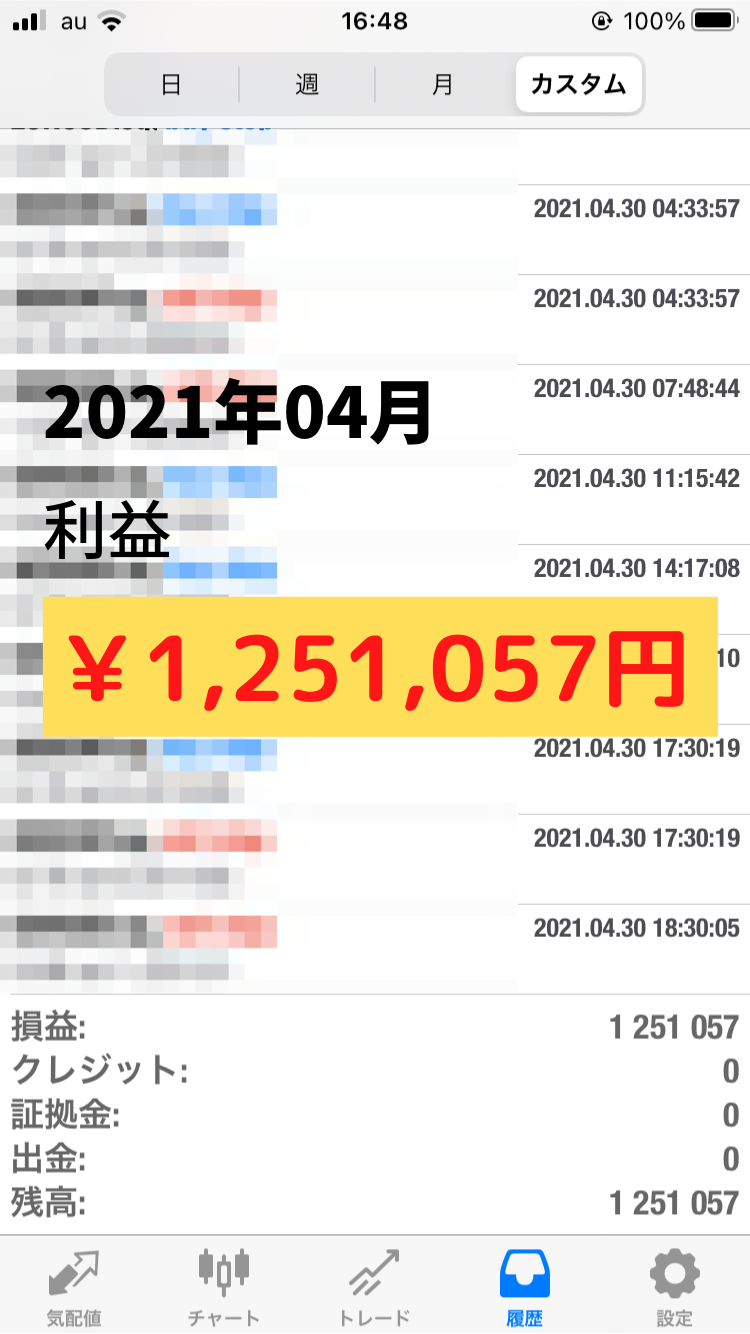 au 16:48 100%
日 週 月 カスタム
2021.04.30 04:33:57
2021.04.30 04:33:57
2021.04.30 07:48:44
2021年04月
2021.04.30 11:15:42
利益
2021.04.30 14:17:08
10
￥1,251,057円
2021.04.30 17:30:19
2021.04.30 17:30:19
2021.04.30 18:30:05
損益: 1 251 057
クレジット: 0
証拠金: 0
出金: 0
残高: 1 251 057
気配値 チャート トレード 履歴 設定